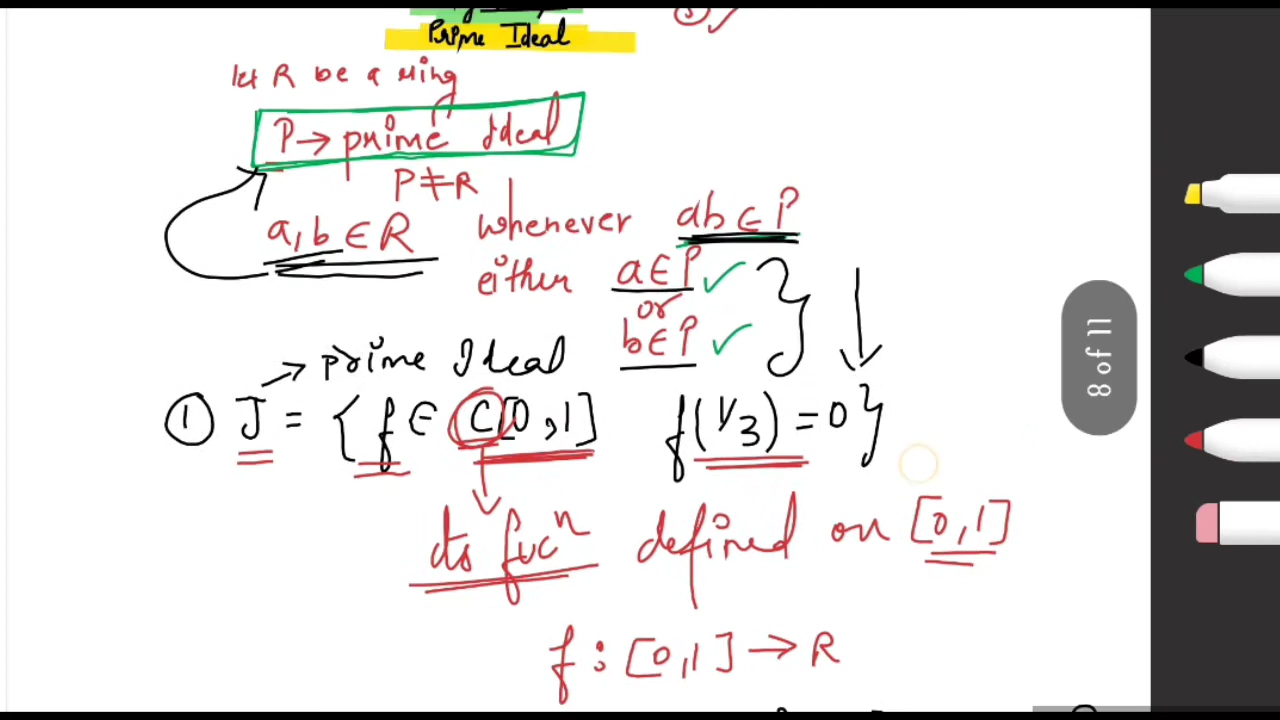 Prime Ideal
let R be a ring
P → prime Ideal
P ≠ R
a, b ∈ R whenever ab ∈ P
either a ∈ P ✓
or
b ∈ P ✓
→ prime Ideal
① J = { f ∈ C[0,1] f(1/3) = 0 }
cts fucⁿ defined on [0,1]
f : [0,1] → R
8 of 11